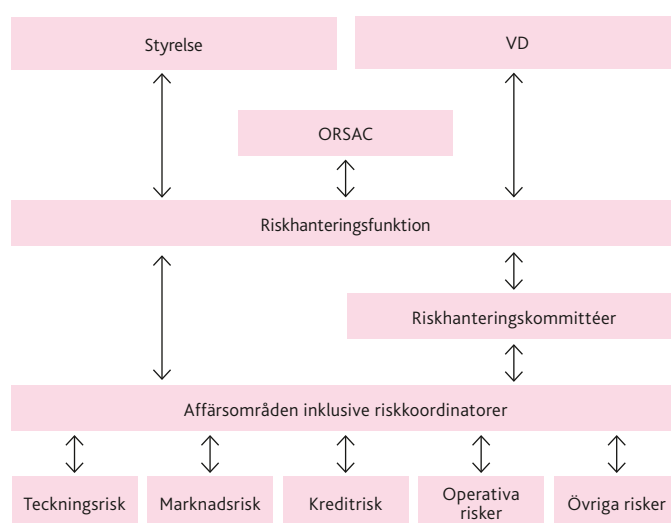 Styrelse
VD
ORSAC
Riskhanteringsfunktion
Riskhanteringskommittéer
Affärsområden inklusive riskkoordinatorer
Teckningsrisk
Marknadsrisk
Kreditrisk
Operativa
risker
Övriga risker